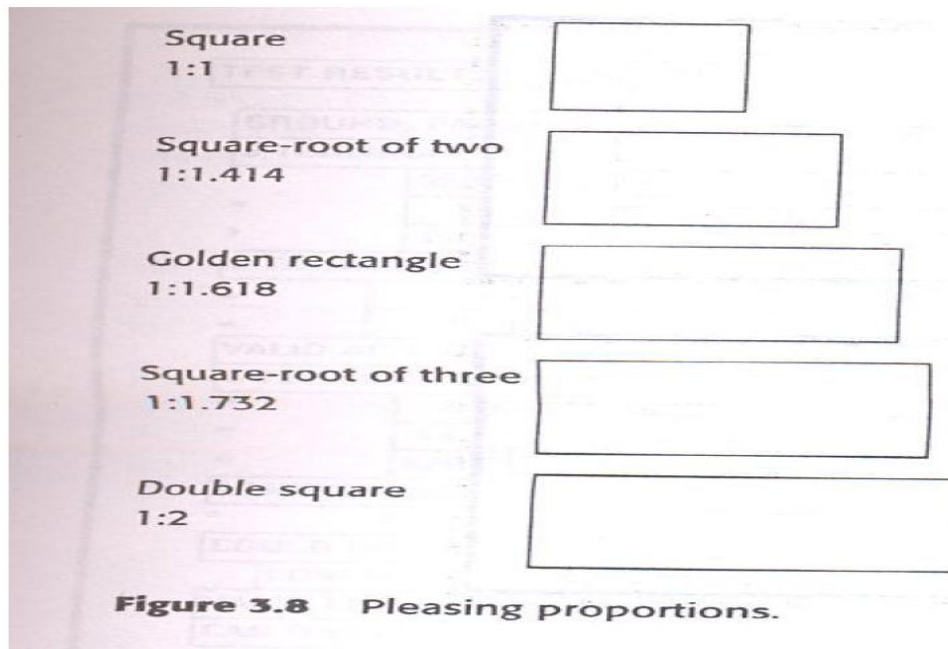 Square
1:1
Square-root of two
1:1.414
Golden rectangle
1:1.618
Square-root of three
1:1.732
Double square
1:2
Figure 3.8 Pleasing proportions.